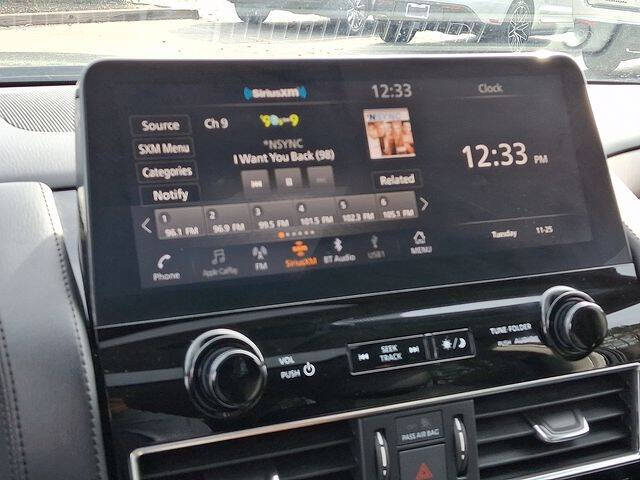 SiriusXM 12:33 Clock
Source Ch 9 '90s~9
SXM Menu *NSYNC
I Want You Back (98)
Categories
Notify Related
*NSYNC
12:33 PM
1 2 3 4 5 6
96.1 FM 96.9 FM 99.5 FM 101.5 FM 102.3 FM 105.1 FM
Tuesday 11-25
Phone Apple CarPlay FM SiriusXM BT Audio USB1 MENU
VOL
PUSH
SEEK
TRACK
TUNE·FOLDER
PUSH
PASS AIR BAG